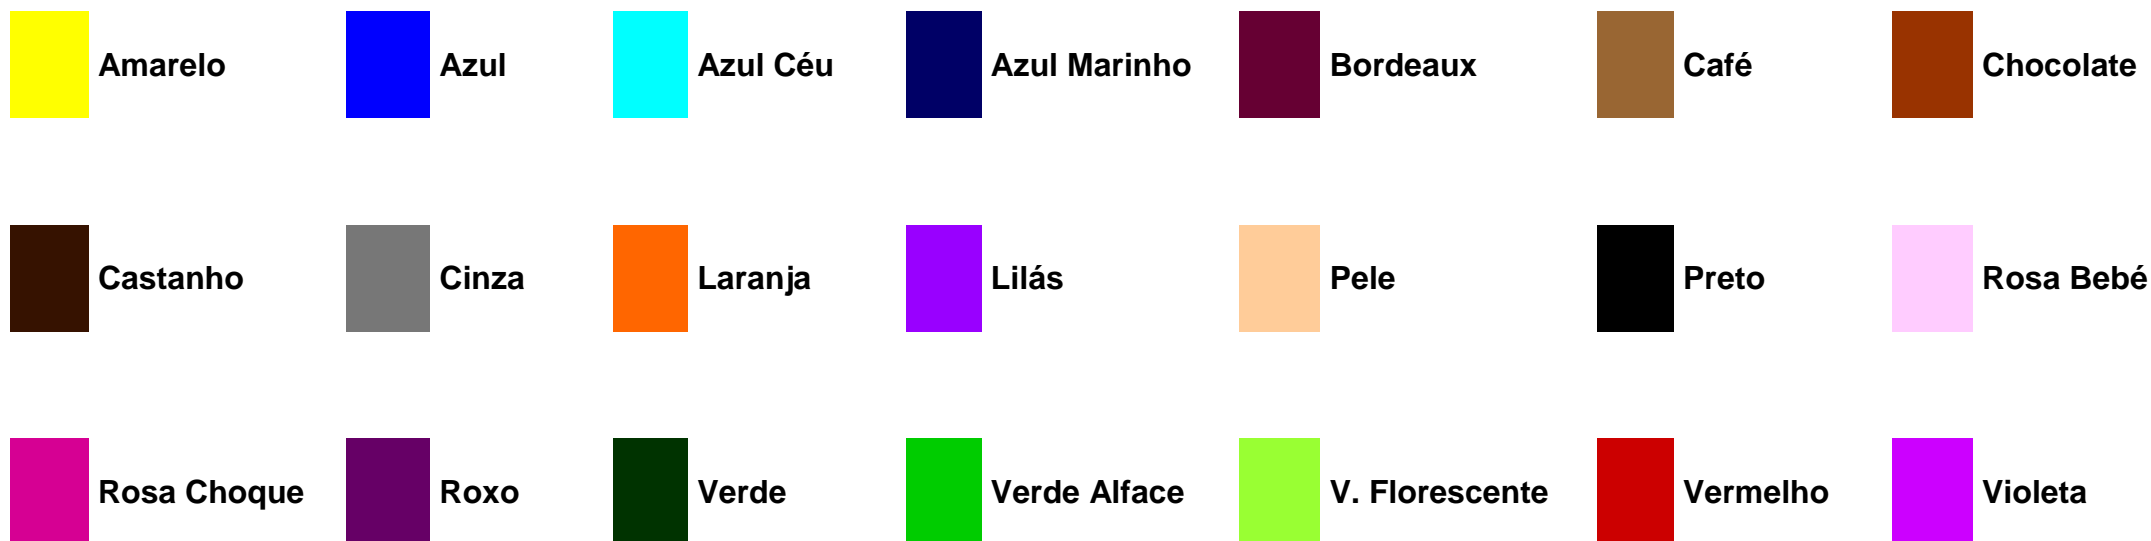 Amarelo Azul Azul Céu Azul Marinho Bordeaux Café Chocolate
Castanho Cinza Laranja Lilás Pele Preto Rosa Bebé
Rosa Choque Roxo Verde Verde Alface V. Florescente Vermelho Violeta